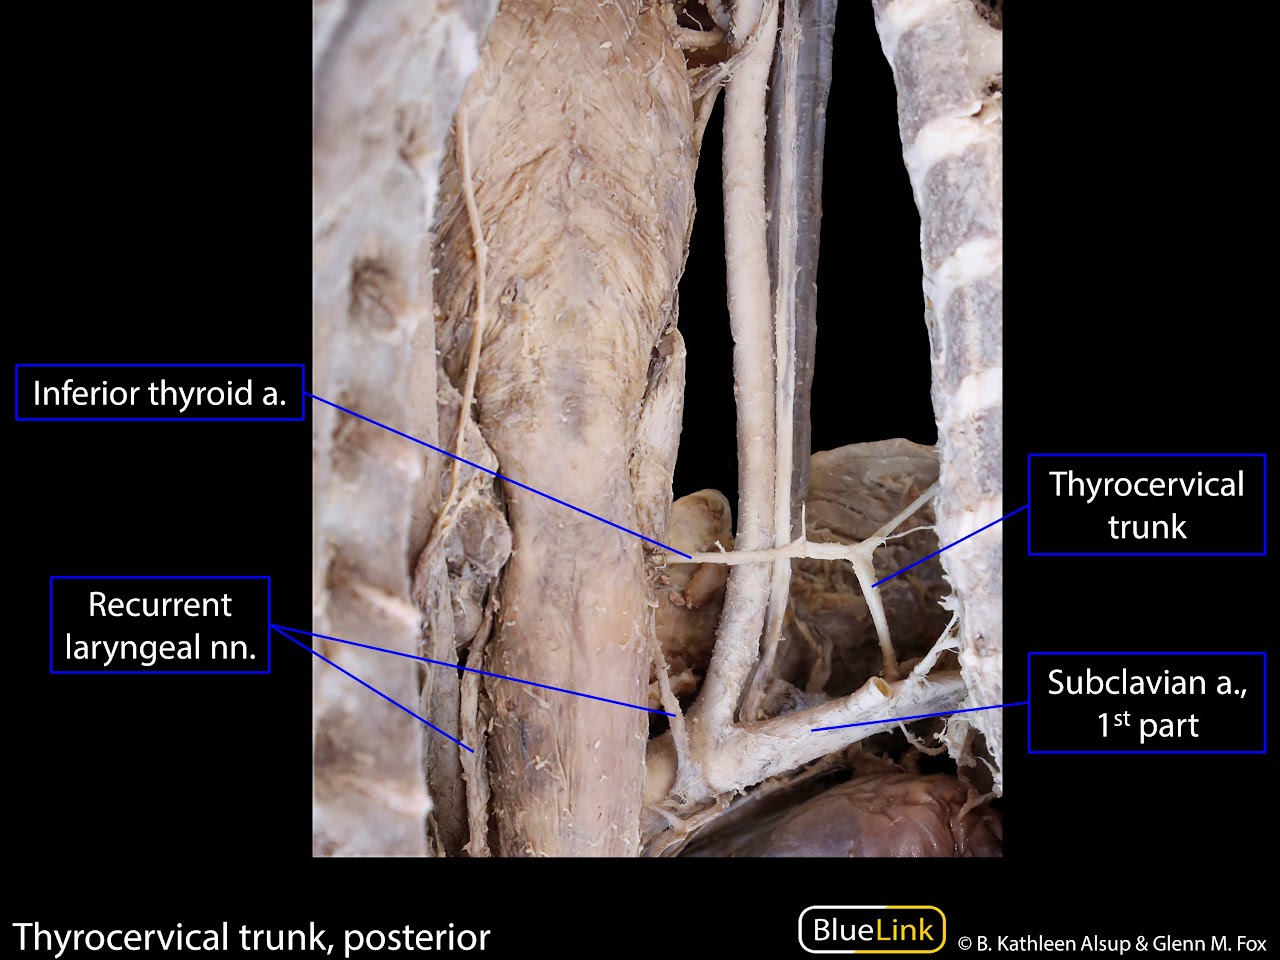 Inferior thyroid a.
Recurrent
laryngeal nn.
Thyrocervical
trunk
Subclavian a.,
1st part
Thyrocervical trunk, posterior
BlueLink
© B. Kathleen Alsup & Glenn M. Fox